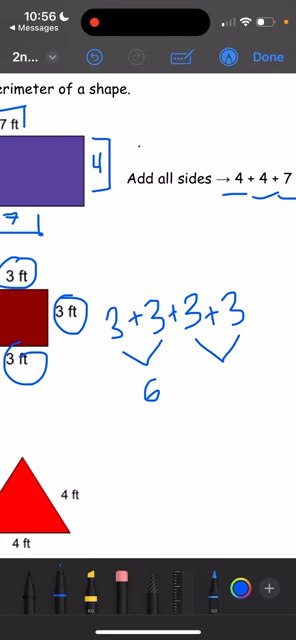 10:56
Messages
2n...
Done
erimeter of a shape.
7 ft
4
Add all sides → 4 + 4 + 7
7
3 ft
3 ft
3+3+3+3
3 ft
6
4 ft
4 ft